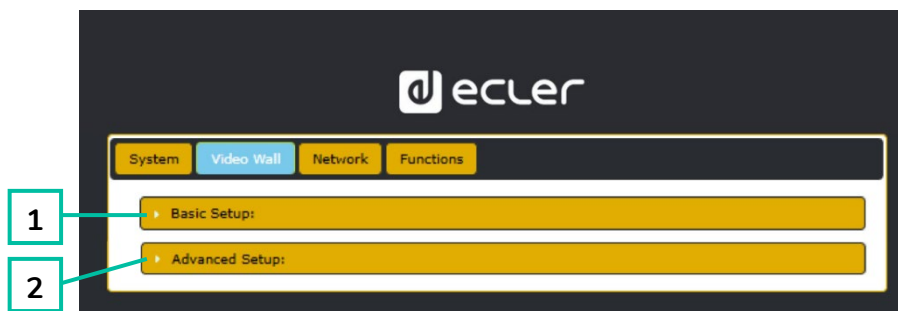 ecler
System Video Wall Network Functions
1 Basic Setup:
2 Advanced Setup: